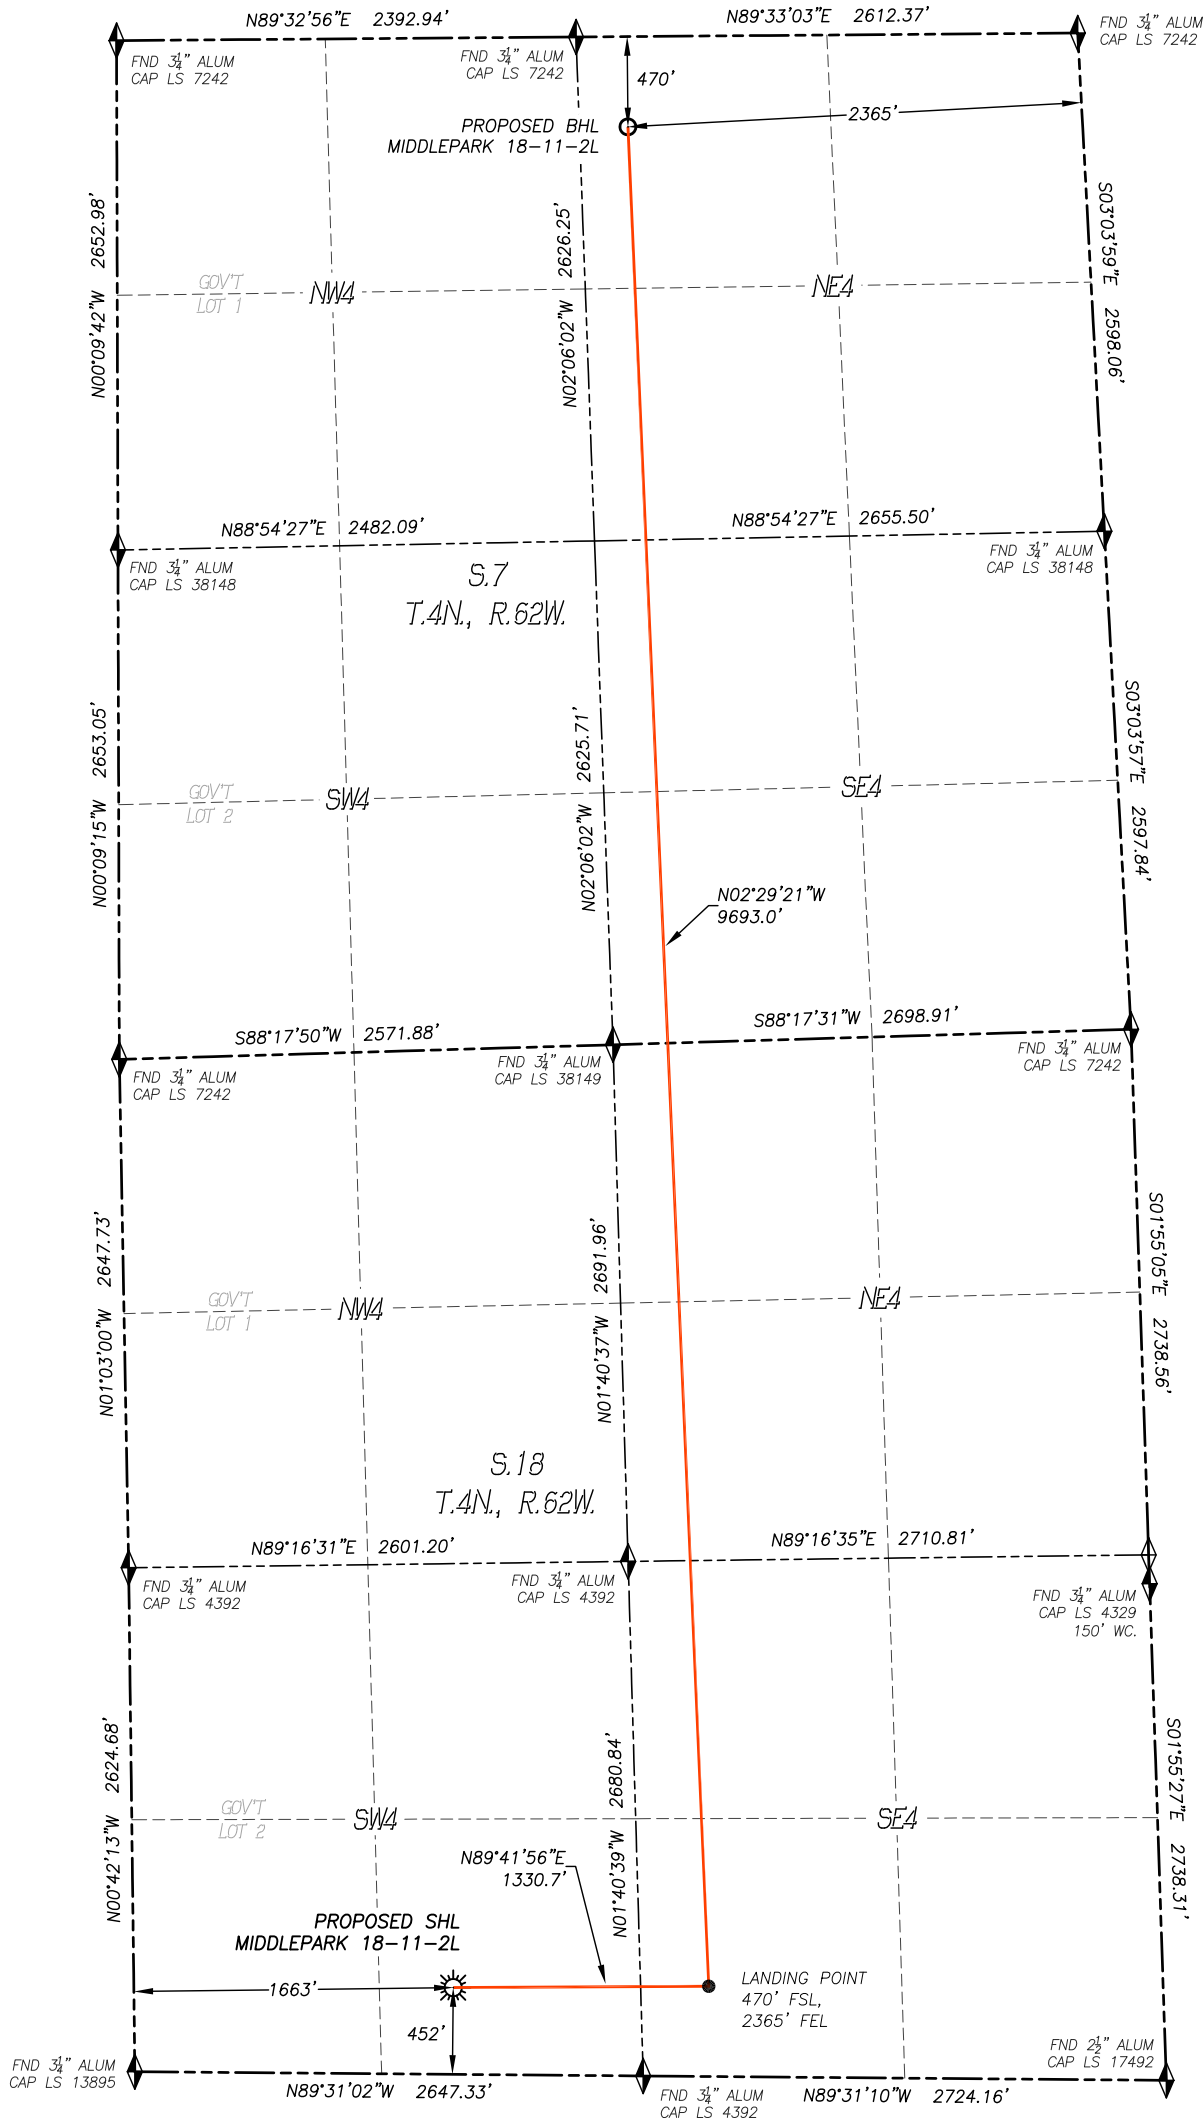 N89°32'56"E 2392.94'
N89°33'03"E 2612.37'
FND 3¼" ALUM
CAP LS 7242
FND 3¼" ALUM
CAP LS 7242
FND 3¼" ALUM
CAP LS 7242
470'
2365'
PROPOSED BHL
MIDDLEPARK 18-11-2L
N00°09'42"W 2652.98'
N02°06'02"W 2626.25'
S03°03'59"E 2598.06'
GOV'T
LOT 1
NW4
NE4
N88°54'27"E 2482.09'
N88°54'27"E 2655.50'
FND 3¼" ALUM
CAP LS 38148
FND 3¼" ALUM
CAP LS 38148
S.7
T.4N., R.62W.
N00°09'15"W 2653.05'
N02°06'02"W 2625.71'
S03°03'57"E 2597.84'
GOV'T
LOT 2
SW4
SE4
N02°29'21"W
9693.0'
S88°17'50"W 2571.88'
S88°17'31"W 2698.91'
FND 3¼" ALUM
CAP LS 7242
FND 3¼" ALUM
CAP LS 38149
FND 3¼" ALUM
CAP LS 7242
N01°03'00"W 2647.73'
N01°40'37"W 2691.96'
S01°55'05"E 2738.56'
GOV'T
LOT 1
NW4
NE4
S.18
T.4N., R.62W.
N89°16'31"E 2601.20'
N89°16'35"E 2710.81'
FND 3¼" ALUM
CAP LS 4392
FND 3¼" ALUM
CAP LS 4392
FND 3¼" ALUM
CAP LS 4329
150' WC.
N00°42'13"W 2624.68'
N01°40'39"W 2680.84'
S01°55'27"E 2738.31'
GOV'T
LOT 2
SW4
SE4
N89°41'56"E
1330.7'
PROPOSED SHL
MIDDLEPARK 18-11-2L
1663'
452'
LANDING POINT
470' FSL,
2365' FEL
FND 3¼" ALUM
CAP LS 13895
N89°31'02"W 2647.33'
FND 3¼" ALUM
CAP LS 4392
N89°31'10"W 2724.16'
FND 2½" ALUM
CAP LS 17492